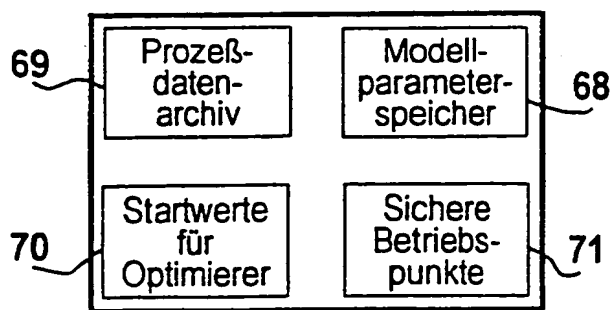 69
Prozeß-
daten-
archiv
Modell-
parameter-
speicher
68
70
Startwerte
für
Optimierer
Sichere
Betriebs-
punkte
71